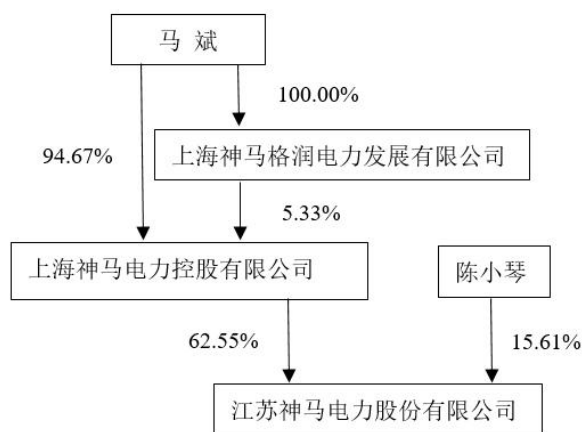 马 斌
100.00%
94.67%
上海神马格润电力发展有限公司
5.33%
上海神马电力控股有限公司
陈小琴
62.55%
15.61%
江苏神马电力股份有限公司